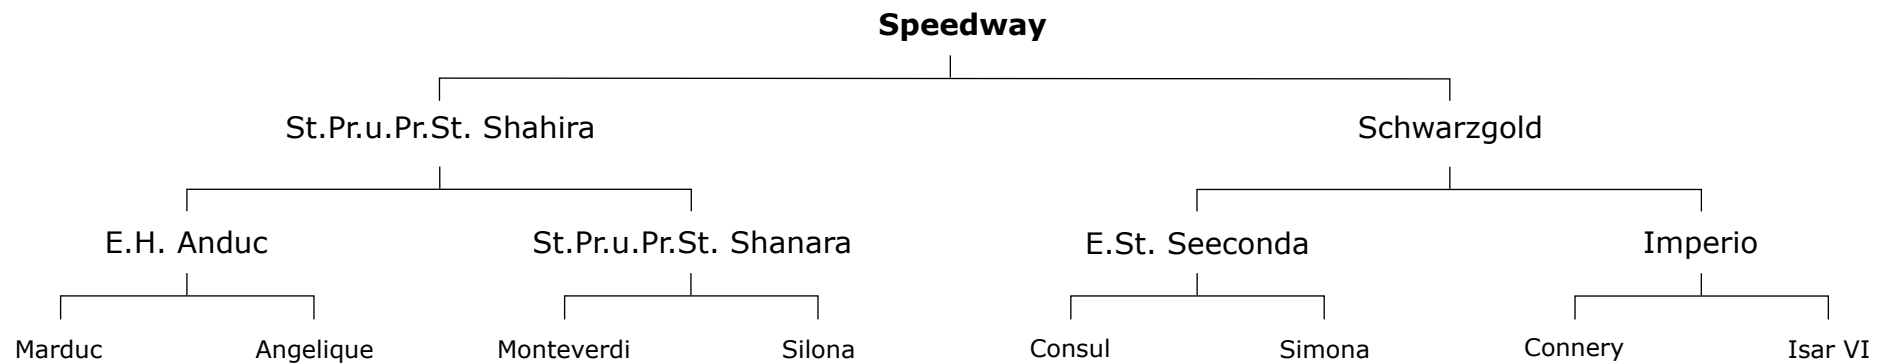 Speedway
St.Pr.u.Pr.St. Shahira
Schwarzgold
E.H. Anduc
St.Pr.u.Pr.St. Shanara
E.St. Seeconda
Imperio
Marduc
Angelique
Monteverdi
Silona
Consul
Simona
Connery
Isar VI